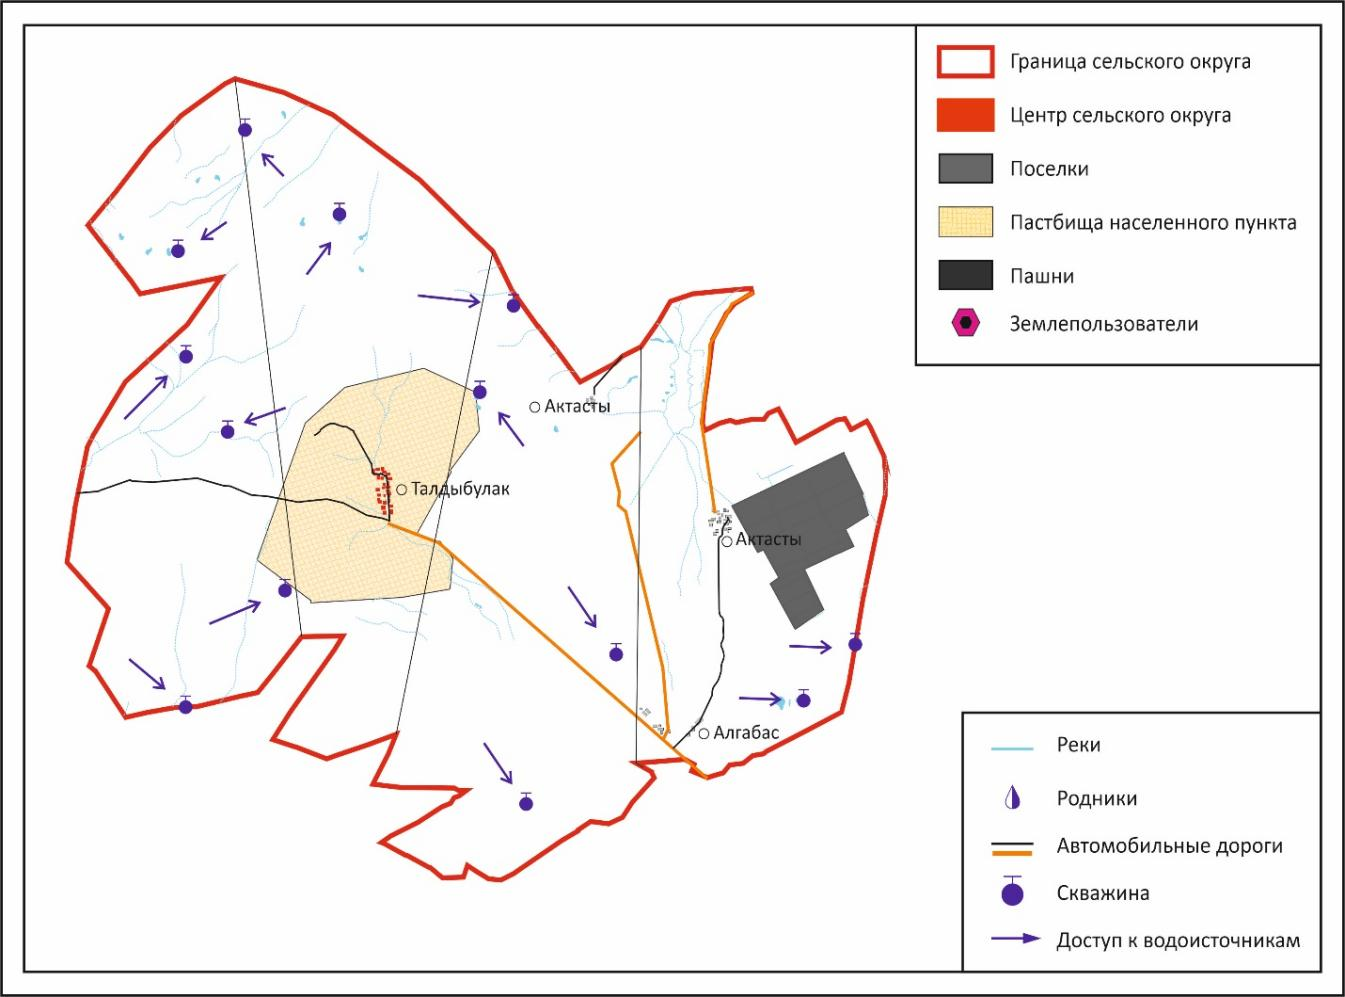 Граница сельского округа
Центр сельского округа
Поселки
Пастбища населенного пункта
Пашни
Землепользователи
Актасты
Талдыбулак
Актасты
Алгабас
Реки
Родники
Автомобильные дороги
Скважина
Доступ к водоисточникам